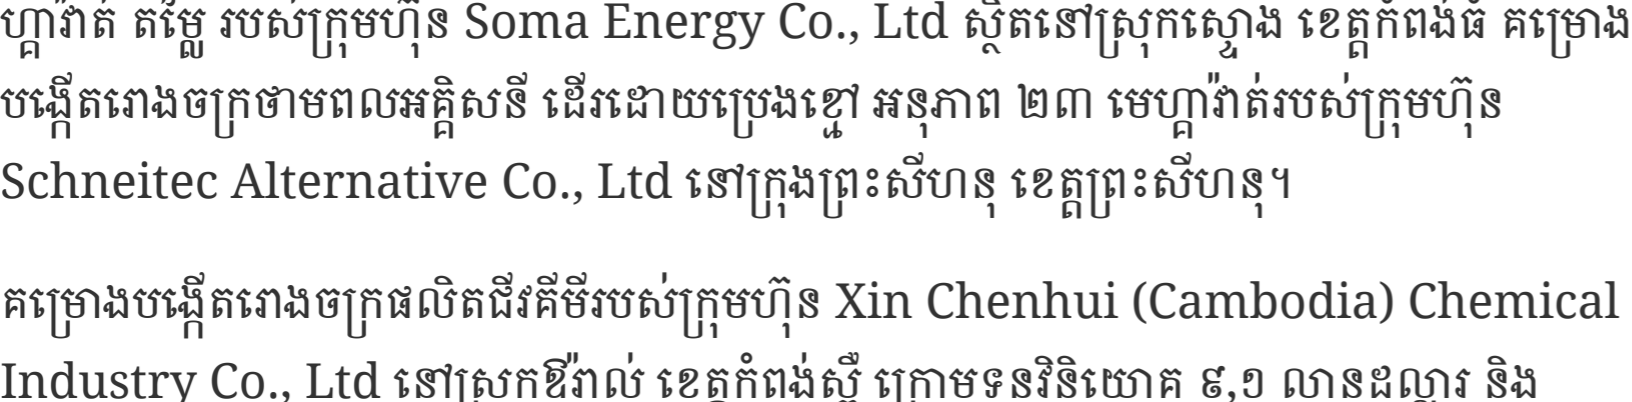 ហ្គាវ៉ាត់ តម្លៃ របស់ក្រុមហ៊ុន Soma Energy Co., Ltd ស្ថិតនៅស្រុកស្ទោង ខេត្តកំពង់ធំ គម្រោង
បង្កើតរោងចក្រថាមពលអគ្គិសនី ដើរដោយប្រេងខ្មៅ អនុភាព ២៣ មេហ្គាវ៉ាត់របស់ក្រុមហ៊ុន
Schneitec Alternative Co., Ltd នៅក្រុងព្រះសីហនុ ខេត្តព្រះសីហនុ។
គម្រោងបង្កើតរោងចក្រផលិតជីវគីមីរបស់ក្រុមហ៊ុន Xin Chenhui (Cambodia) Chemical
Industry Co., Ltd នៅស្រុកឱរ៉ាល់ ខេត្តកំពង់ស្ពឺ ក្រោមទុនវិនិយោគ ៩,១ លានដុល្លារ និង